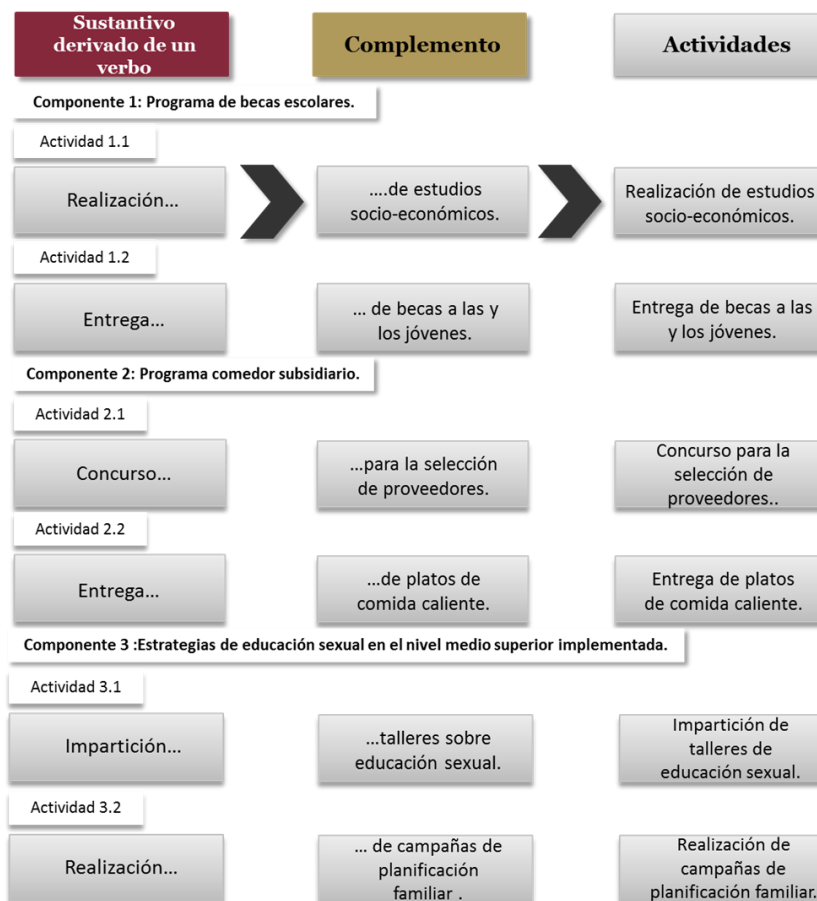 Sustantivo
derivado de un
verbo
Complemento
Actividades
Componente 1: Programa de becas escolares.
Actividad 1.1
Realización...
....de estudios
socio-económicos.
Realización de estudios
socio-económicos.
Actividad 1.2
Entrega...
... de becas a las y
los jóvenes.
Entrega de becas a las
y los jóvenes.
Componente 2: Programa comedor subsidiario.
Actividad 2.1
Concurso...
...para la selección
de proveedores.
Concurso para la
selección de
proveedores..
Actividad 2.2
Entrega...
...de platos de
comida caliente.
Entrega de platos
de comida caliente.
Componente 3 :Estrategias de educación sexual en el nivel medio superior implementada.
Actividad 3.1
Impartición...
...talleres sobre
educación sexual.
Impartición de
talleres de
educación sexual.
Actividad 3.2
Realización...
... de campañas de
planificación
familiar .
Realización de
campañas de
planificación familiar.